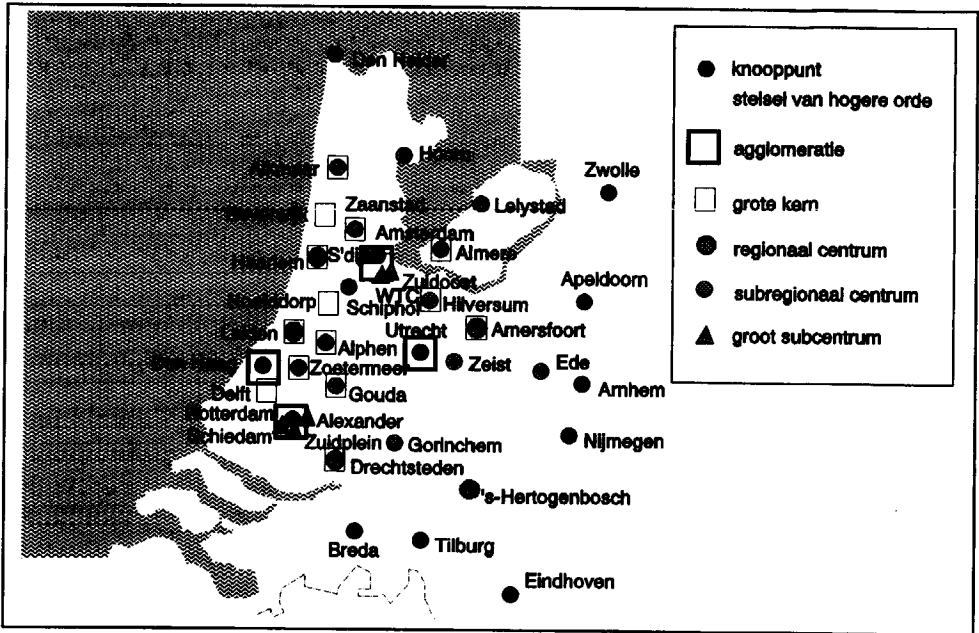 Den Helder
knooppunt
stelsel van hogere orde
Hoorn
agglomeratie
Alkmaar
Zwolle
Zaanstad
Lelystad
grote kern
Beverwijk
Amsterdam
regionaal centrum
S'dijk
Almere
Haarlem
Zuidoost
Apeldoorn
WTC
Hilversum
subregionaal centrum
Hoofddorp
Schiphol
Leiden
Utrecht
Amersfoort
groot subcentrum
Alphen
Den Haag
Zoetermeer
Zeist
Ede
Gouda
Arnhem
Delft
Rotterdam
Alexander
Schiedam
Zuidplein
Gorinchem
Nijmegen
Drechtsteden
's-Hertogenbosch
Breda
Tilburg
Eindhoven